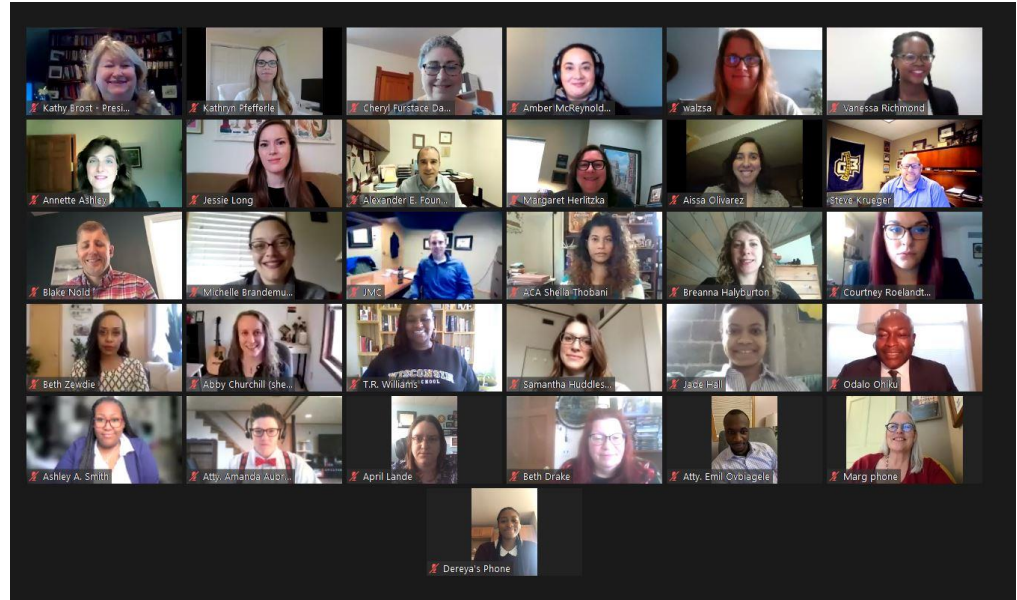 Kathy Brost - Presi...
Kathryn Pfefferle
Cheryl Furstace Da...
Amber McReynold...
walzsa
Vanessa Richmond
Annette Ashley
Jessie Long
Alexander E. Foun...
Margaret Herlitzka
Aissa Olivarez
Steve Krueger
Blake Nold
Michelle Brandemu...
JMC
ACA Sheila Thobani
Breanna Halyburton
Courtney Roelandt...
Beth Zewdie
Abby Churchill (she...
WISCONSIN
SCHOOL
T.R. Williams
Samantha Huddles...
Jade Hall
Odalo Ohiku
Ashley A. Smith
Atty. Amanda Aubr...
April Lande
Beth Drake
Atty. Emil Ovbiagele
Marg phone
Dereya's Phone